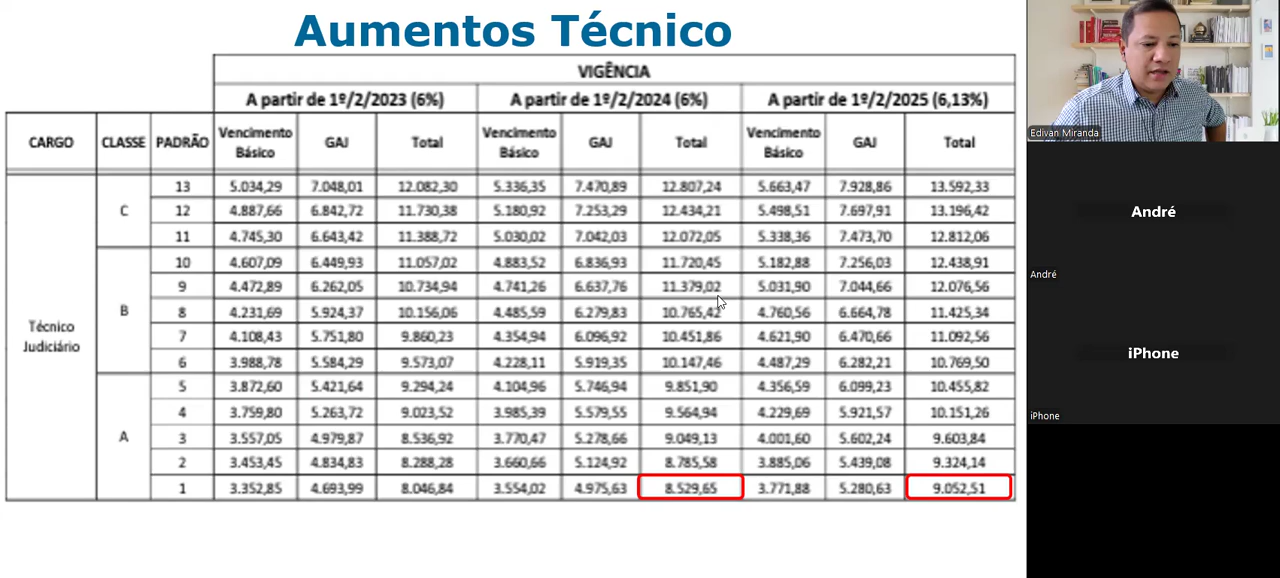 Aumentos Técnico
VIGÊNCIA
A partir de 1º/2/2023 (6%) A partir de 1º/2/2024 (6%) A partir de 1º/2/2025 (6,13%)
CARGO CLASSE PADRÃO Vencimento Básico GAJ Total Vencimento Básico GAJ Total Vencimento Básico GAJ Total
13 5.034,29 7.048,01 12.082,30 5.336,35 7.470,89 12.807,24 5.663,47 7.928,86 13.592,33
C 12 4.887,66 6.842,72 11.730,38 5.180,92 7.253,29 12.434,21 5.498,51 7.697,91 13.196,42
11 4.745,30 6.643,42 11.388,72 5.030,02 7.042,03 12.072,05 5.338,36 7.473,70 12.812,06
10 4.607,09 6.449,93 11.057,02 4.883,52 6.836,93 11.720,45 5.182,88 7.256,03 12.438,91
9 4.472,89 6.262,05 10.734,94 4.741,26 6.637,76 11.379,02 5.031,90 7.044,66 12.076,56
B 8 4.231,69 5.924,37 10.156,06 4.485,59 6.279,83 10.765,42 4.760,56 6.664,78 11.425,34
7 4.108,43 5.751,80 9.860,23 4.354,94 6.096,92 10.451,86 4.621,90 6.470,66 11.092,56
6 3.988,78 5.584,29 9.573,07 4.228,11 5.919,35 10.147,46 4.487,29 6.282,21 10.769,50
Técnico Judiciário
5 3.872,60 5.421,64 9.294,24 4.104,96 5.746,94 9.851,90 4.356,59 6.099,23 10.455,82
4 3.759,80 5.263,72 9.023,52 3.985,39 5.579,55 9.564,94 4.229,69 5.921,57 10.151,26
A 3 3.557,05 4.979,87 8.536,92 3.770,47 5.278,66 9.049,13 4.001,60 5.602,24 9.603,84
2 3.453,45 4.834,83 8.288,28 3.660,66 5.124,92 8.785,58 3.885,06 5.439,08 9.324,14
1 3.352,85 4.693,99 8.046,84 3.554,02 4.975,63 8.529,65 3.771,88 5.280,63 9.052,51
Edivan Miranda
André
André
iPhone
iPhone